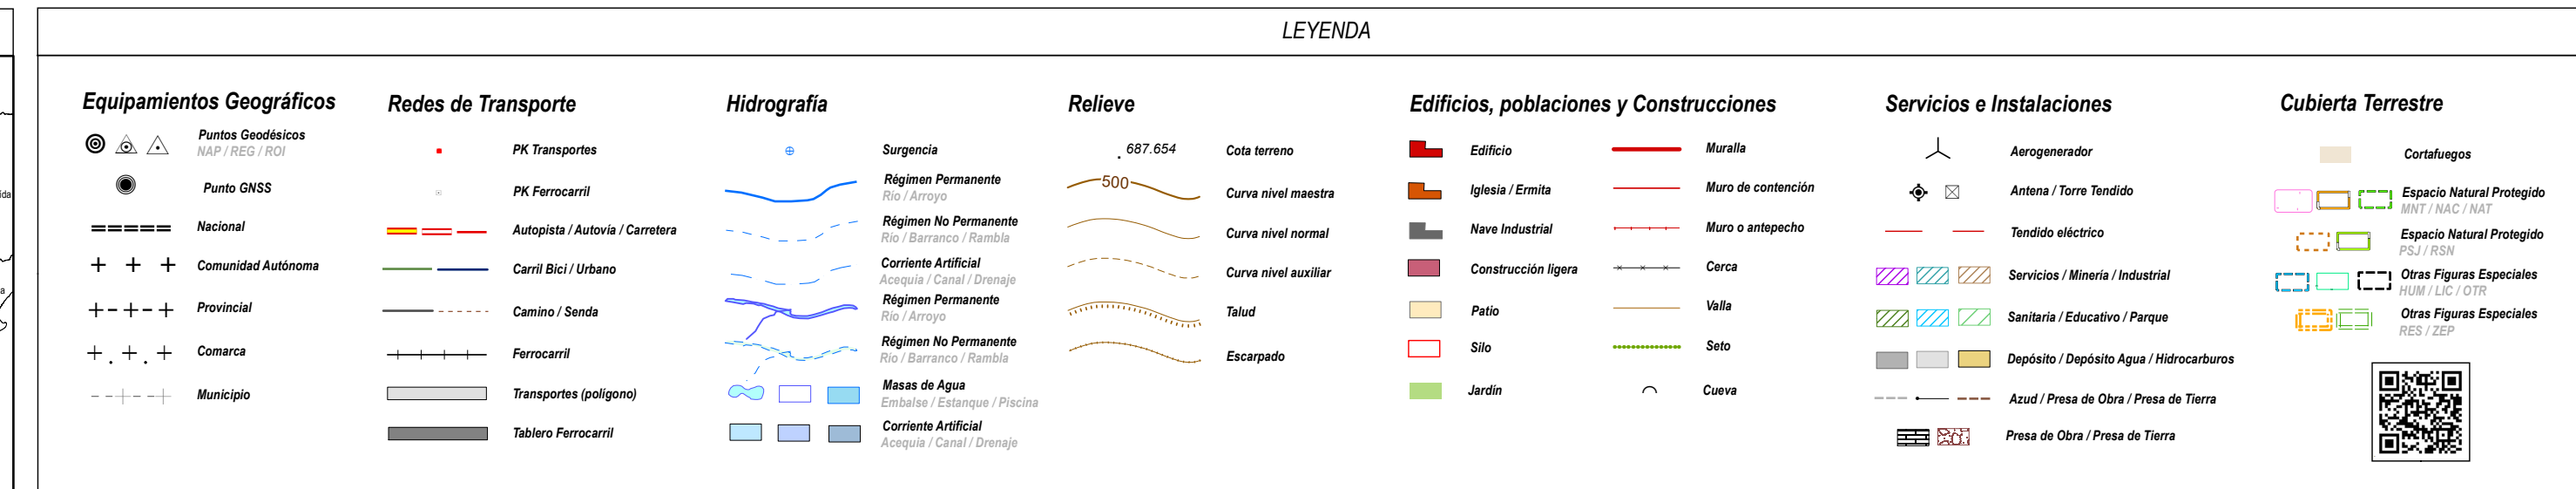 LEYENDA
Equipamientos Geográficos
Puntos Geodésicos
NAP / REG / ROI
Punto GNSS
Nacional
Comunidad Autónoma
Provincial
Comarca
Municipio
Redes de Transporte
PK Transportes
PK Ferrocarril
Autopista / Autovía / Carretera
Carril Bici / Urbano
Camino / Senda
Ferrocarril
Transportes (polígono)
Tablero Ferrocarril
Hidrografía
Surgencia
Régimen Permanente
Río / Arroyo
Régimen No Permanente
Río / Barranco / Rambla
Corriente Artificial
Acequia / Canal / Drenaje
Régimen Permanente
Río / Arroyo
Régimen No Permanente
Río / Barranco / Rambla
Masas de Agua
Embalse / Estanque / Piscina
Corriente Artificial
Acequia / Canal / Drenaje
Relieve
687.654
Cota terreno
500
Curva nivel maestra
Curva nivel normal
Curva nivel auxiliar
Talud
Escarpado
Edificios, poblaciones y Construcciones
Edificio
Iglesia / Ermita
Nave Industrial
Construcción ligera
Patio
Silo
Jardín
Muralla
Muro de contención
Muro o antepecho
Cerca
Valla
Seto
Cueva
Servicios e Instalaciones
Aerogenerador
Antena / Torre Tendido
Tendido eléctrico
Servicios / Minería / Industrial
Sanitaria / Educativo / Parque
Depósito / Depósito Agua / Hidrocarburos
Azud / Presa de Obra / Presa de Tierra
Presa de Obra / Presa de Tierra
Cubierta Terrestre
Cortafuegos
Espacio Natural Protegido
MNT / NAC / NAT
Espacio Natural Protegido
PSJ / RSN
Otras Figuras Especiales
HUM / LIC / OTR
Otras Figuras Especiales
RES / ZEP